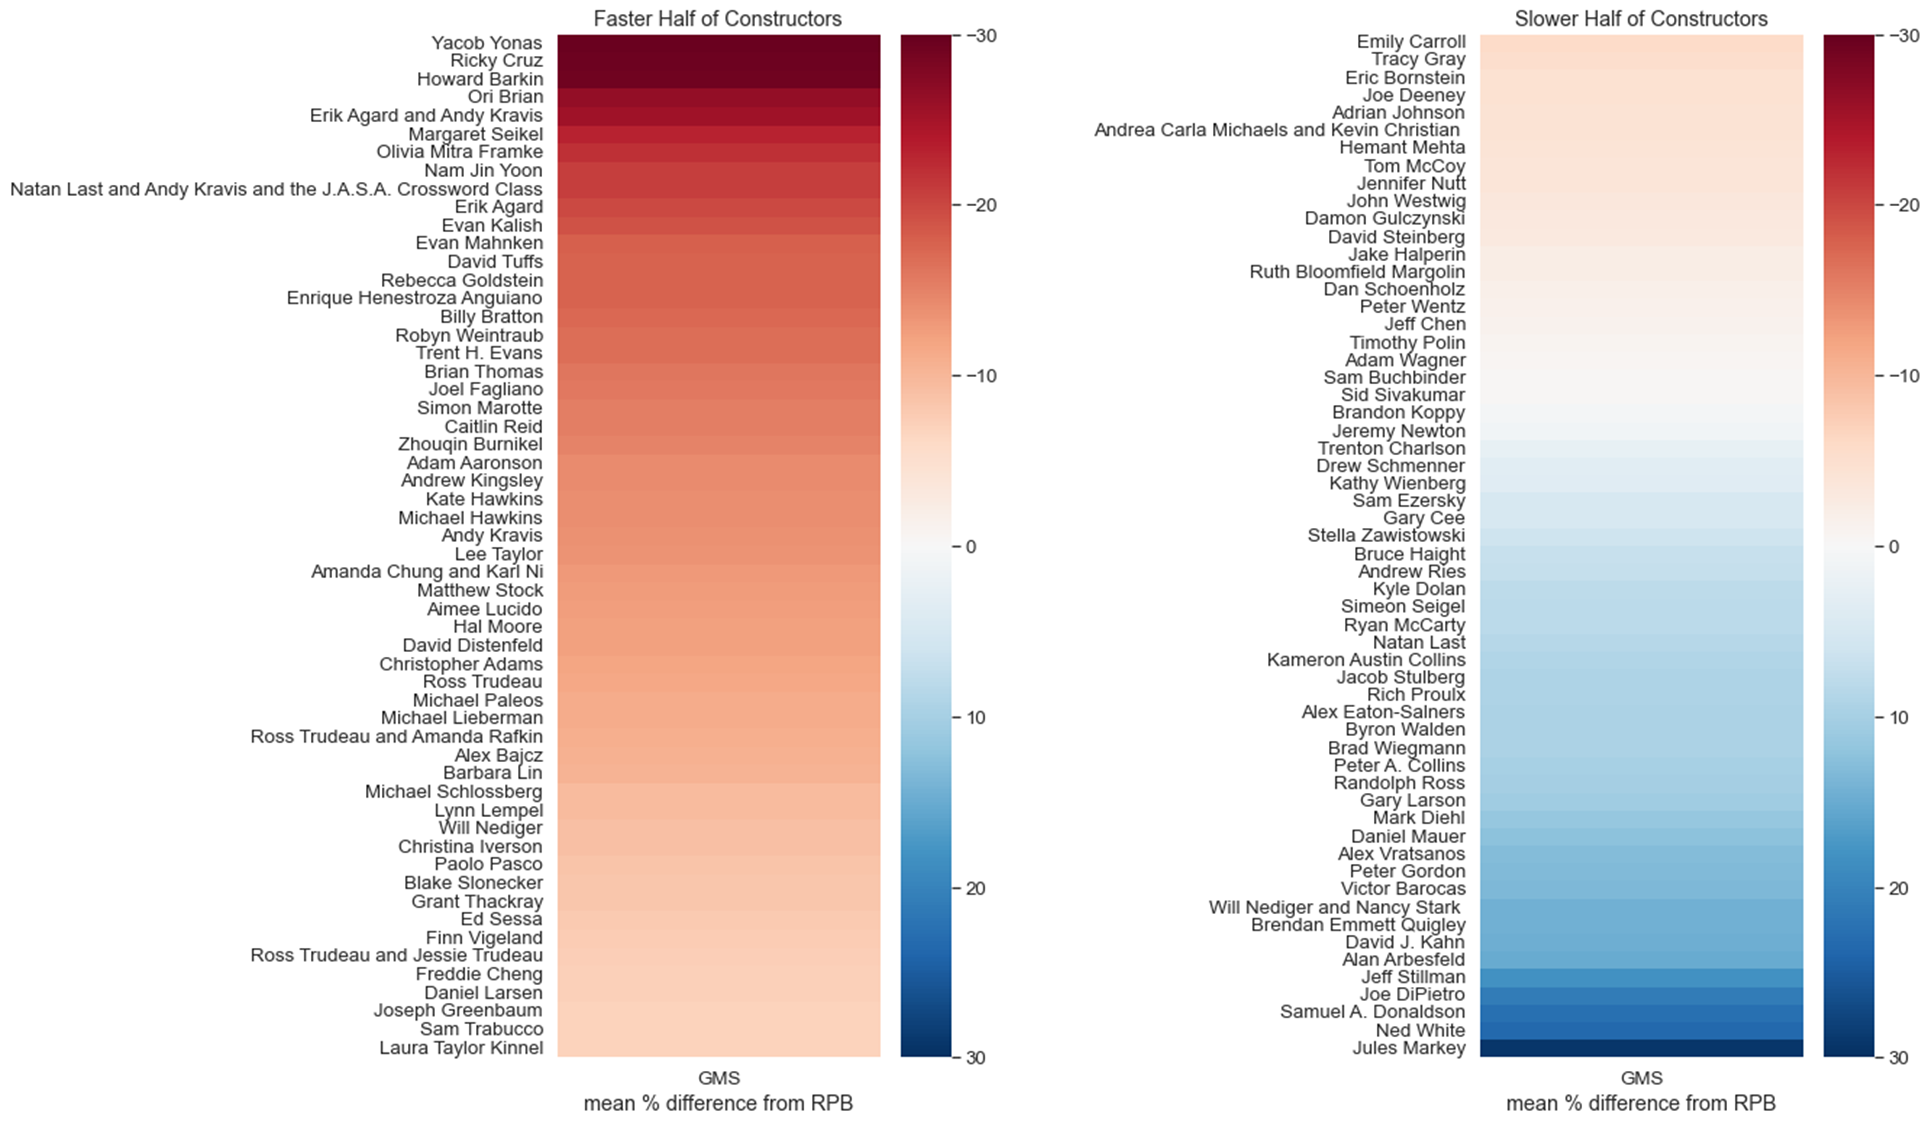 Faster Half of Constructors
Yacob Yonas
Ricky Cruz
Howard Barkin
Ori Brian
Erik Agard and Andy Kravis
Margaret Seikel
Olivia Mitra Framke
Nam Jin Yoon
Natan Last and Andy Kravis and the J.A.S.A. Crossword Class
Erik Agard
Evan Kalish
Evan Mahnken
David Tuffs
Rebecca Goldstein
Enrique Henestroza Anguiano
Billy Bratton
Robyn Weintraub
Trent H. Evans
Brian Thomas
Joel Fagliano
Simon Marotte
Caitlin Reid
Zhouqin Burnikel
Adam Aaronson
Andrew Kingsley
Kate Hawkins
Michael Hawkins
Andy Kravis
Lee Taylor
Amanda Chung and Karl Ni
Matthew Stock
Aimee Lucido
Hal Moore
David Distenfeld
Christopher Adams
Ross Trudeau
Michael Paleos
Michael Lieberman
Ross Trudeau and Amanda Rafkin
Alex Bajcz
Barbara Lin
Michael Schlossberg
Lynn Lempel
Will Nediger
Christina Iverson
Paolo Pasco
Blake Slonecker
Grant Thackray
Ed Sessa
Finn Vigeland
Ross Trudeau and Jessie Trudeau
Freddie Cheng
Daniel Larsen
Joseph Greenbaum
Sam Trabucco
Laura Taylor Kinnel
GMS
mean % difference from RPB
−30
−20
−10
0
10
20
30
Slower Half of Constructors
Emily Carroll
Tracy Gray
Eric Bornstein
Joe Deeney
Adrian Johnson
Andrea Carla Michaels and Kevin Christian
Hemant Mehta
Tom McCoy
Jennifer Nutt
John Westwig
Damon Gulczynski
David Steinberg
Jake Halperin
Ruth Bloomfield Margolin
Dan Schoenholz
Peter Wentz
Jeff Chen
Timothy Polin
Adam Wagner
Sam Buchbinder
Sid Sivakumar
Brandon Koppy
Jeremy Newton
Trenton Charlson
Drew Schmenner
Kathy Wienberg
Sam Ezersky
Gary Cee
Stella Zawistowski
Bruce Haight
Andrew Ries
Kyle Dolan
Simeon Seigel
Ryan McCarty
Natan Last
Kameron Austin Collins
Jacob Stulberg
Rich Proulx
Alex Eaton-Salners
Byron Walden
Brad Wiegmann
Peter A. Collins
Randolph Ross
Gary Larson
Mark Diehl
Daniel Mauer
Alex Vratsanos
Peter Gordon
Victor Barocas
Will Nediger and Nancy Stark
Brendan Emmett Quigley
David J. Kahn
Alan Arbesfeld
Jeff Stillman
Joe DiPietro
Samuel A. Donaldson
Ned White
Jules Markey
GMS
mean % difference from RPB
−30
−20
−10
0
10
20
30